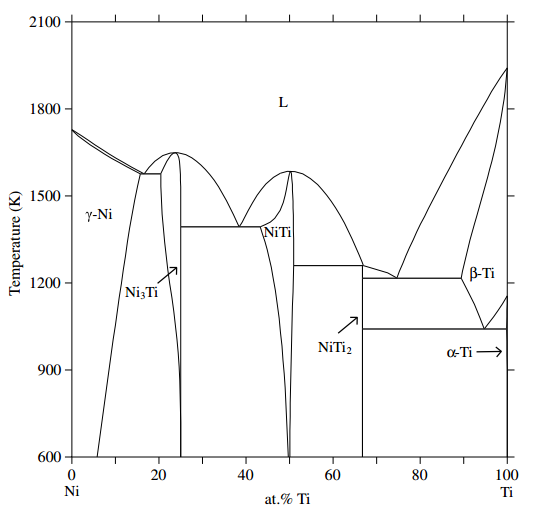 2100
1800
1500
1200
900
600
Temperature (K)
L
γ-Ni
NiTi
Ni₃Ti
β-Ti
NiTi₂
α-Ti
0
20
40
60
80
100
Ni
at.% Ti
Ti